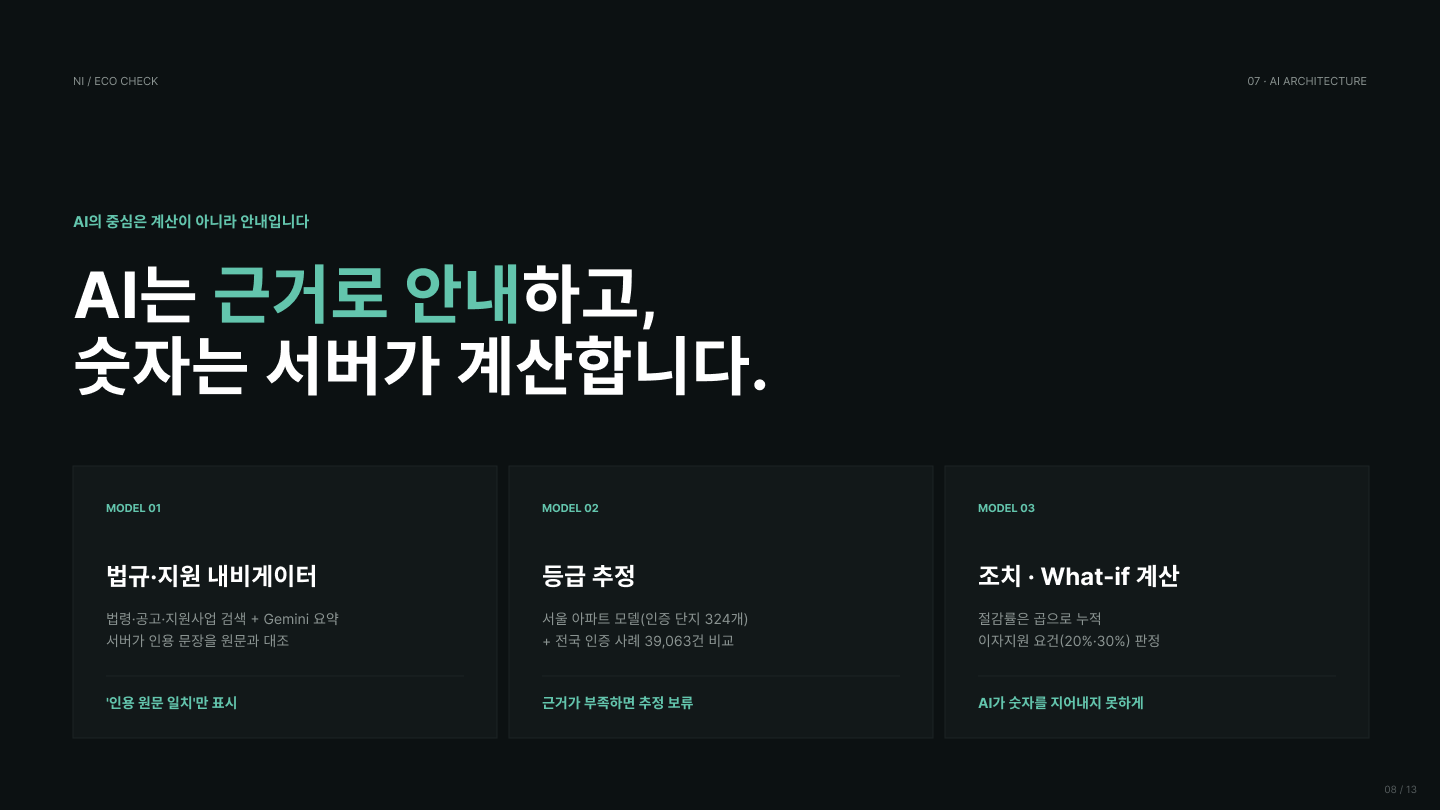 NI / ECO CHECK
07 · AI ARCHITECTURE
AI의 중심은 계산이 아니라 안내입니다
AI는 근거로 안내하고,
숫자는 서버가 계산합니다.
MODEL 01
법규·지원 내비게이터
법령·공고·지원사업 검색 + Gemini 요약
서버가 인용 문장을 원문과 대조
'인용 원문 일치'만 표시
MODEL 02
등급 추정
서울 아파트 모델(인증 단지 324개)
+ 전국 인증 사례 39,063건 비교
근거가 부족하면 추정 보류
MODEL 03
조치 · What-if 계산
절감률은 곱으로 누적
이자지원 요건(20%·30%) 판정
AI가 숫자를 지어내지 못하게
08 / 13